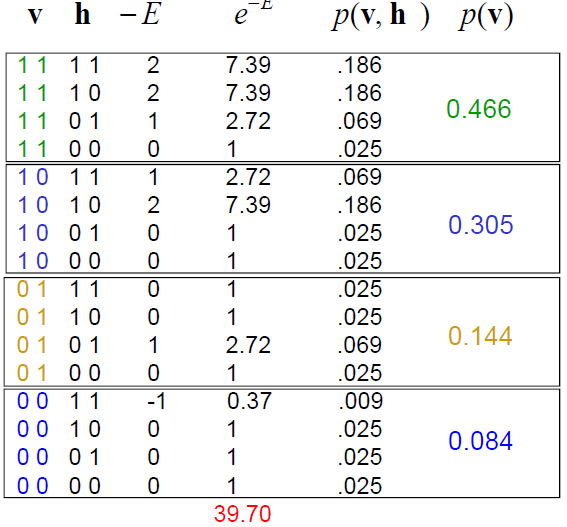 v h −E e^{−E} p(v, h ) p(v)
1 1 1 1 2 7.39 .186
1 1 1 0 2 7.39 .186
0.466
1 1 0 1 1 2.72 .069
1 1 0 0 0 1 .025
1 0 1 1 1 2.72 .069
1 0 1 0 2 7.39 .186
0.305
1 0 0 1 0 1 .025
1 0 0 0 0 1 .025
0 1 1 1 0 1 .025
0 1 1 0 0 1 .025
0.144
0 1 0 1 1 2.72 .069
0 1 0 0 0 1 .025
0 0 1 1 -1 0.37 .009
0 0 1 0 0 1 .025
0.084
0 0 0 1 0 1 .025
0 0 0 0 0 1 .025
39.70